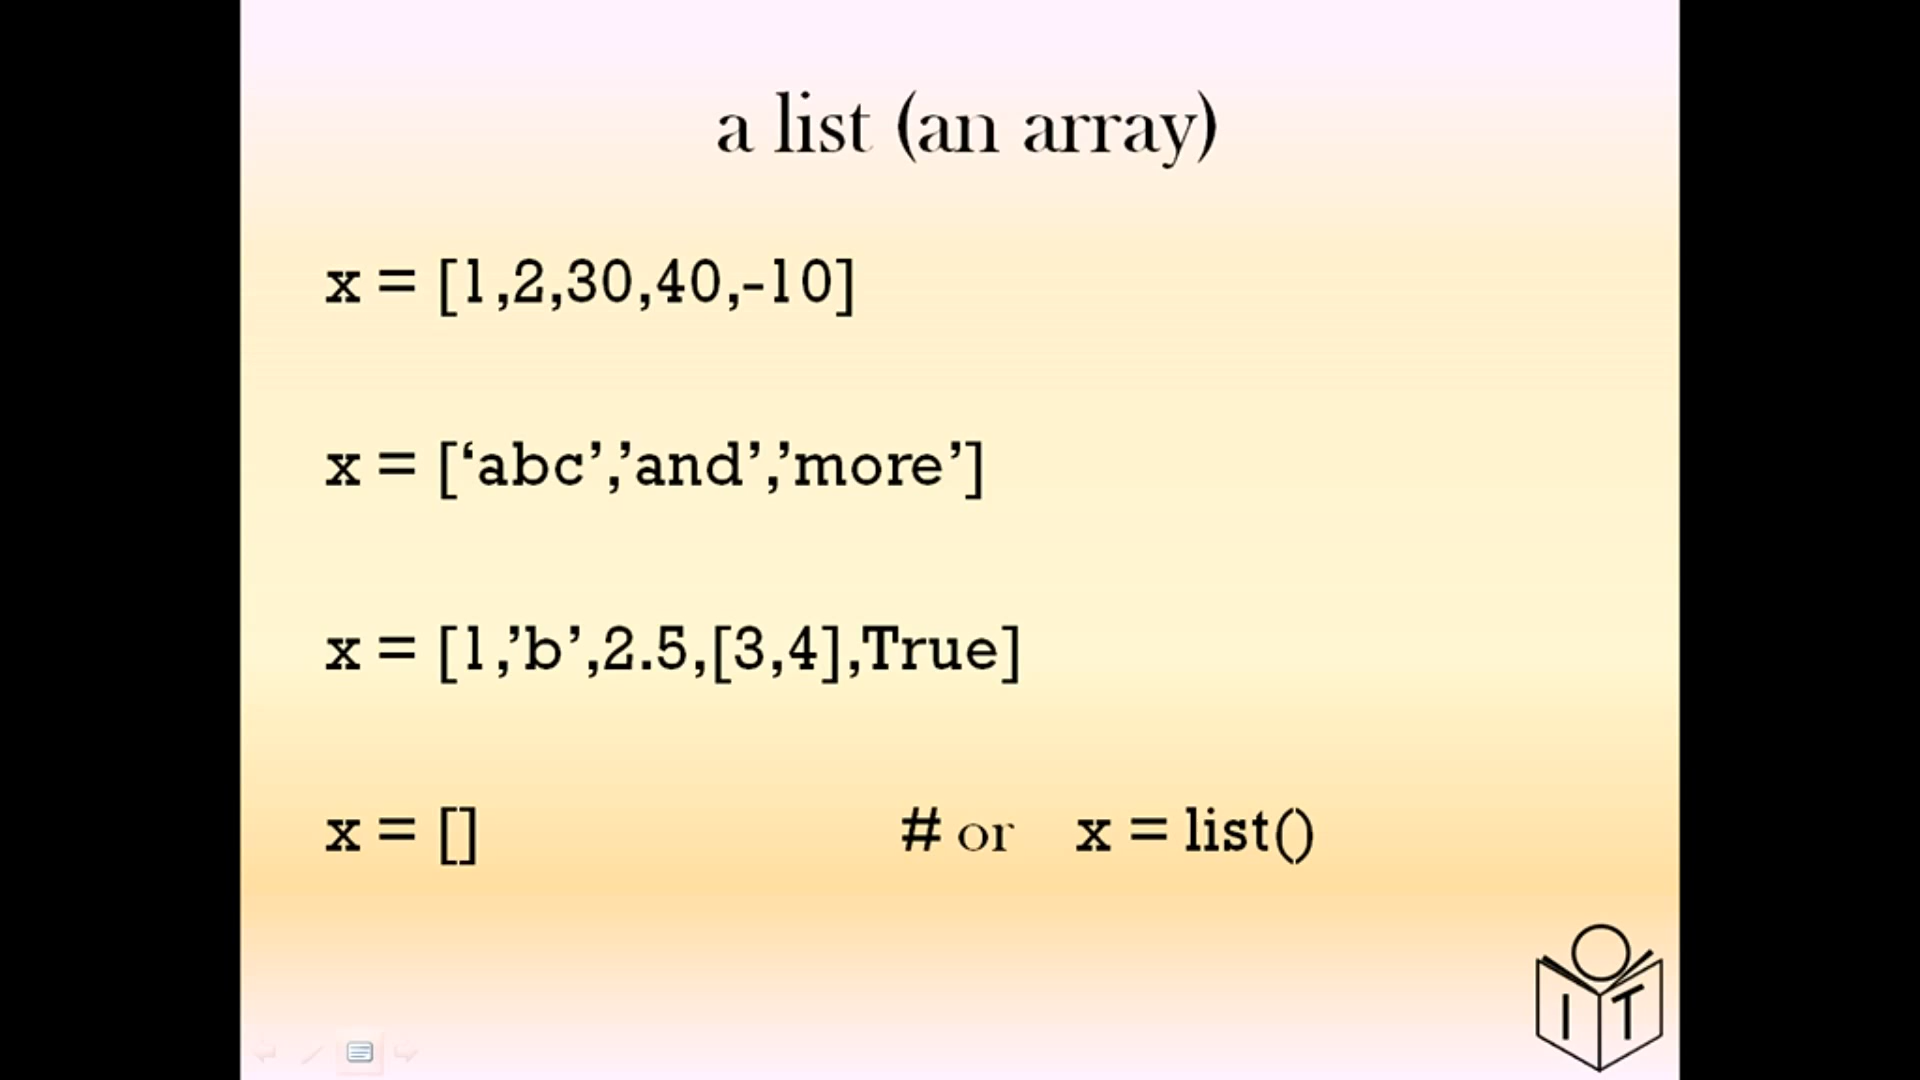 a list (an array)
x = [1,2,30,40,-10]
x = [‘abc’,’and’,’more’]
x = [1,’b’,2.5,[3,4],True]
x = [] # or x = list()
I T